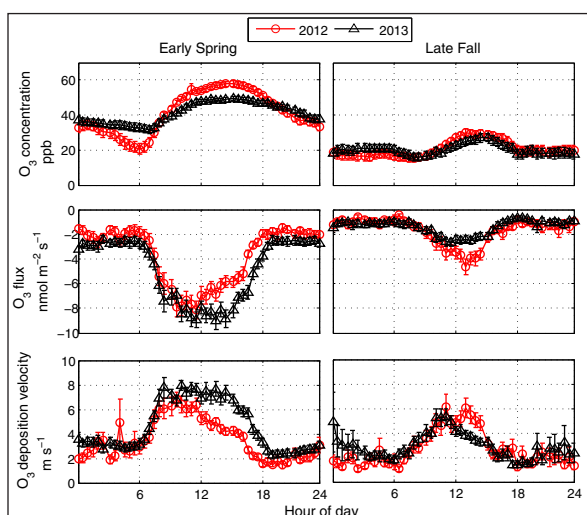 2012 2013
Early Spring Late Fall
O3 concentration
ppb
60
40
20
0
O3 flux
nmol m−2 s−1
0
−2
−4
−6
−8
−10
O3 deposition velocity
m s−1
10
8
6
4
2
0
6 12 18 24 6 12 18 24
Hour of day